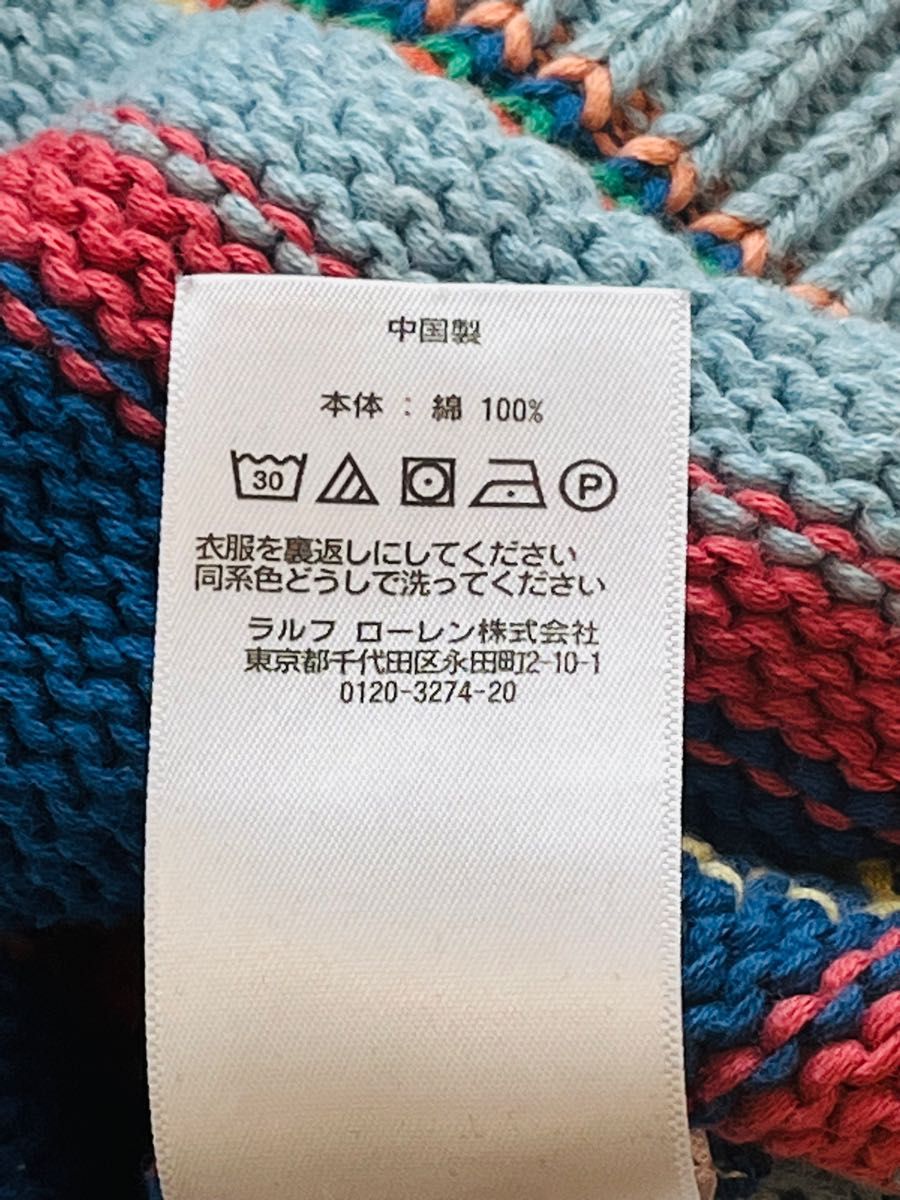 中国製
本体 : 綿 100%
30 P
衣服を裏返しにしてください
同系色どうしで洗ってください
ラルフ ローレン株式会社
東京都千代田区永田町2-10-1
0120-3274-20